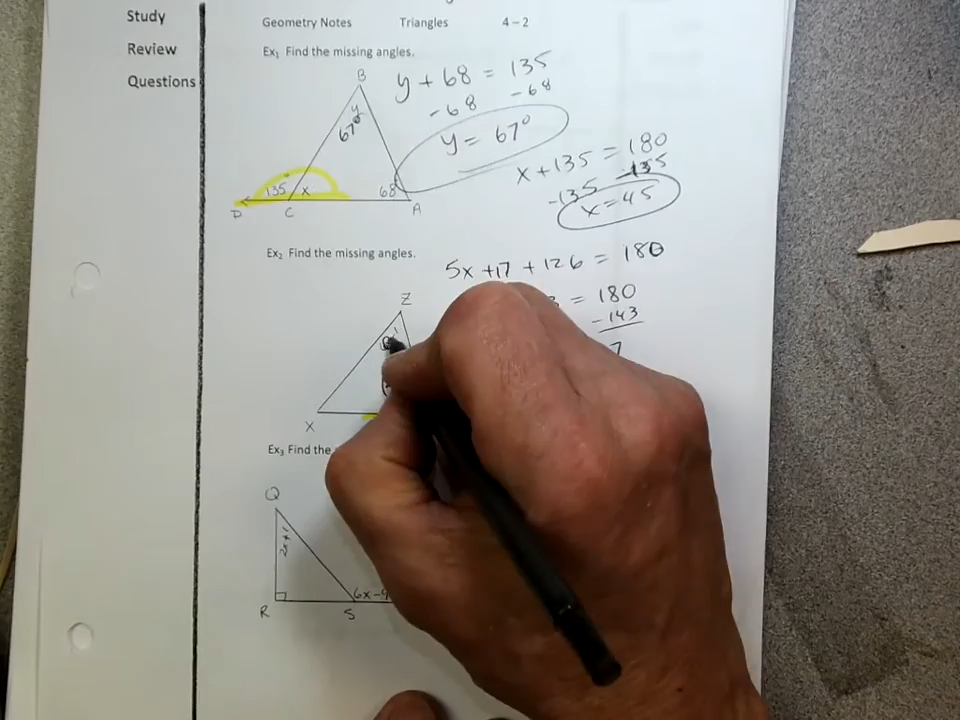 Study
Review
Questions
Geometry Notes Triangles 4 – 2
Ex1 Find the missing angles.
B
y
67°
135 x
68
D C A
y + 68 = 135
-68 -68
y = 67°
x + 135 = 180
-135 -135
x = 45
Ex2 Find the missing angles.
5x + 17 + 126 = 180
= 180
-143
7
Z
X
Ex3 Find the
Q
2x + 1
6x - 9
R S